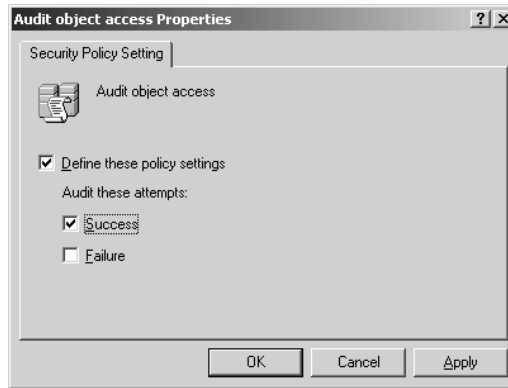 Audit object access Properties
Security Policy Setting
Audit object access
Define these policy settings
Audit these attempts:
Success
Failure
OK Cancel Apply